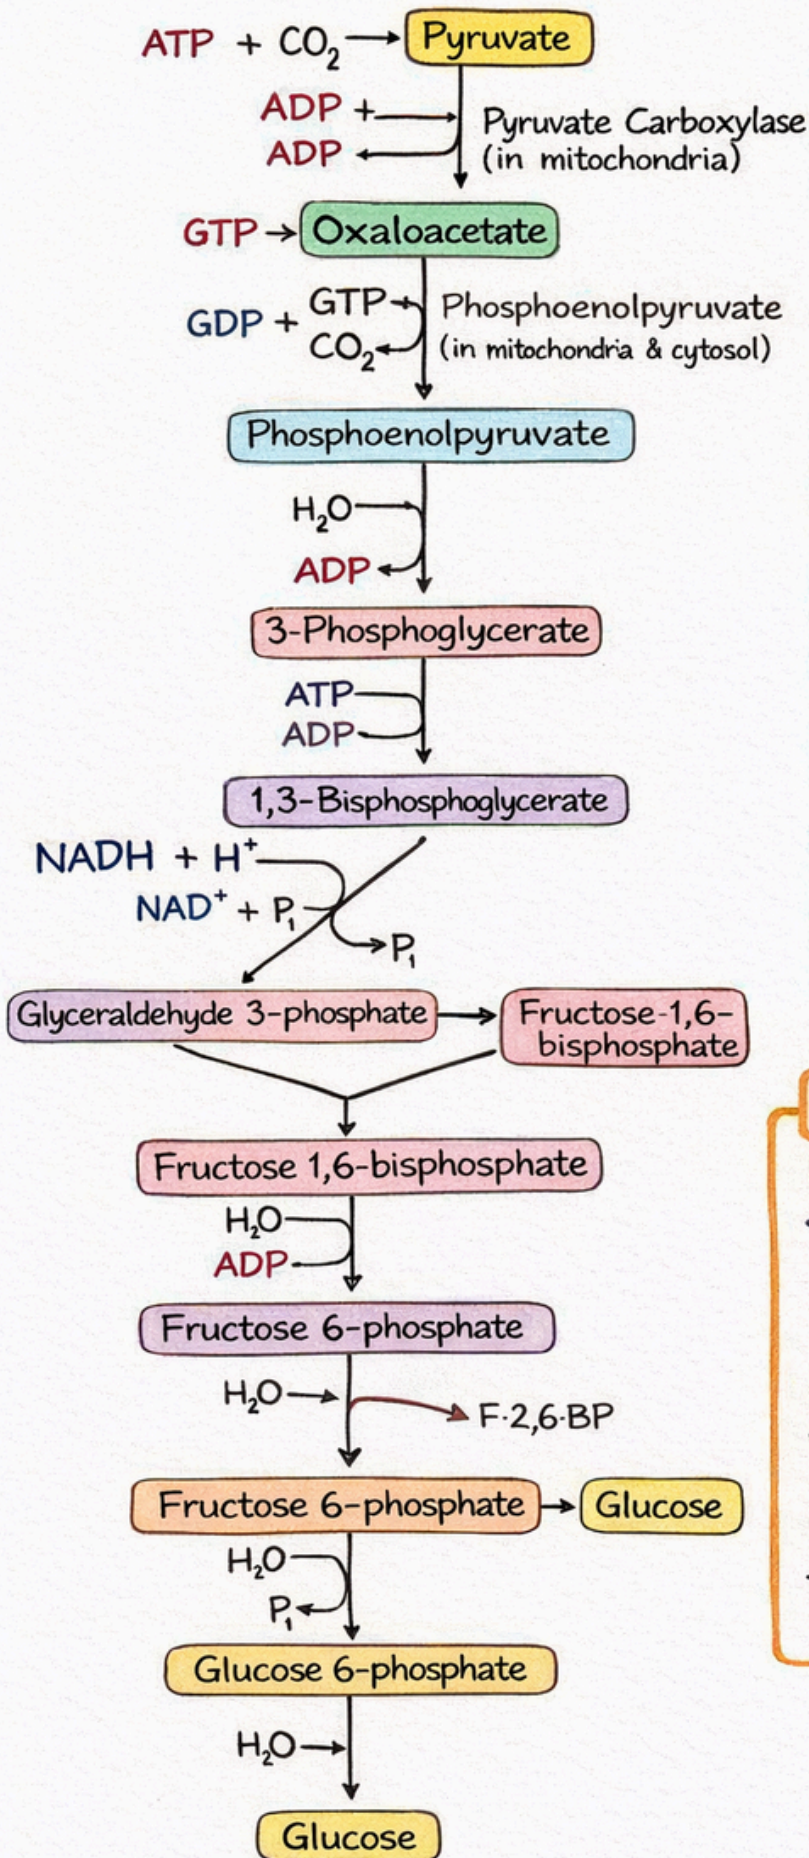 ATP + CO₂ → Pyruvate
ADP +
Pyruvate Carboxylase
ADP
(in mitochondria)
GTP → Oxaloacetate
GTP
Phosphoenolpyruvate
GDP +
CO₂
(in mitochondria & cytosol)
Phosphoenolpyruvate
H₂O
ADP
3-Phosphoglycerate
ATP
ADP
1,3-Bisphosphoglycerate
NADH + H⁺
NAD⁺ + P₁
P₁
Glyceraldehyde 3-phosphate → Fructose-1,6-
bisphosphate
Fructose 1,6-bisphosphate
H₂O
ADP
Fructose 6-phosphate
H₂O
F·2,6·BP
Fructose 6-phosphate → Glucose
H₂O
P₁
Glucose 6-phosphate
H₂O
Glucose